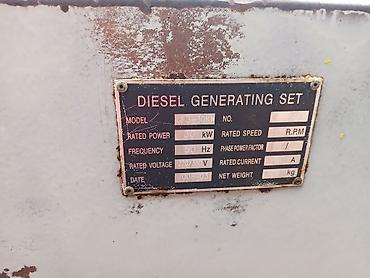 DIESEL GENERATING SET
MODEL NO.
RATED POWER kW RATED SPEED R.P.M
FREQUENCY Hz PHASE POWER FACTOR /
RATED VOLTAGE V RATED CURRENT A
DATE NET WEIGHT kg